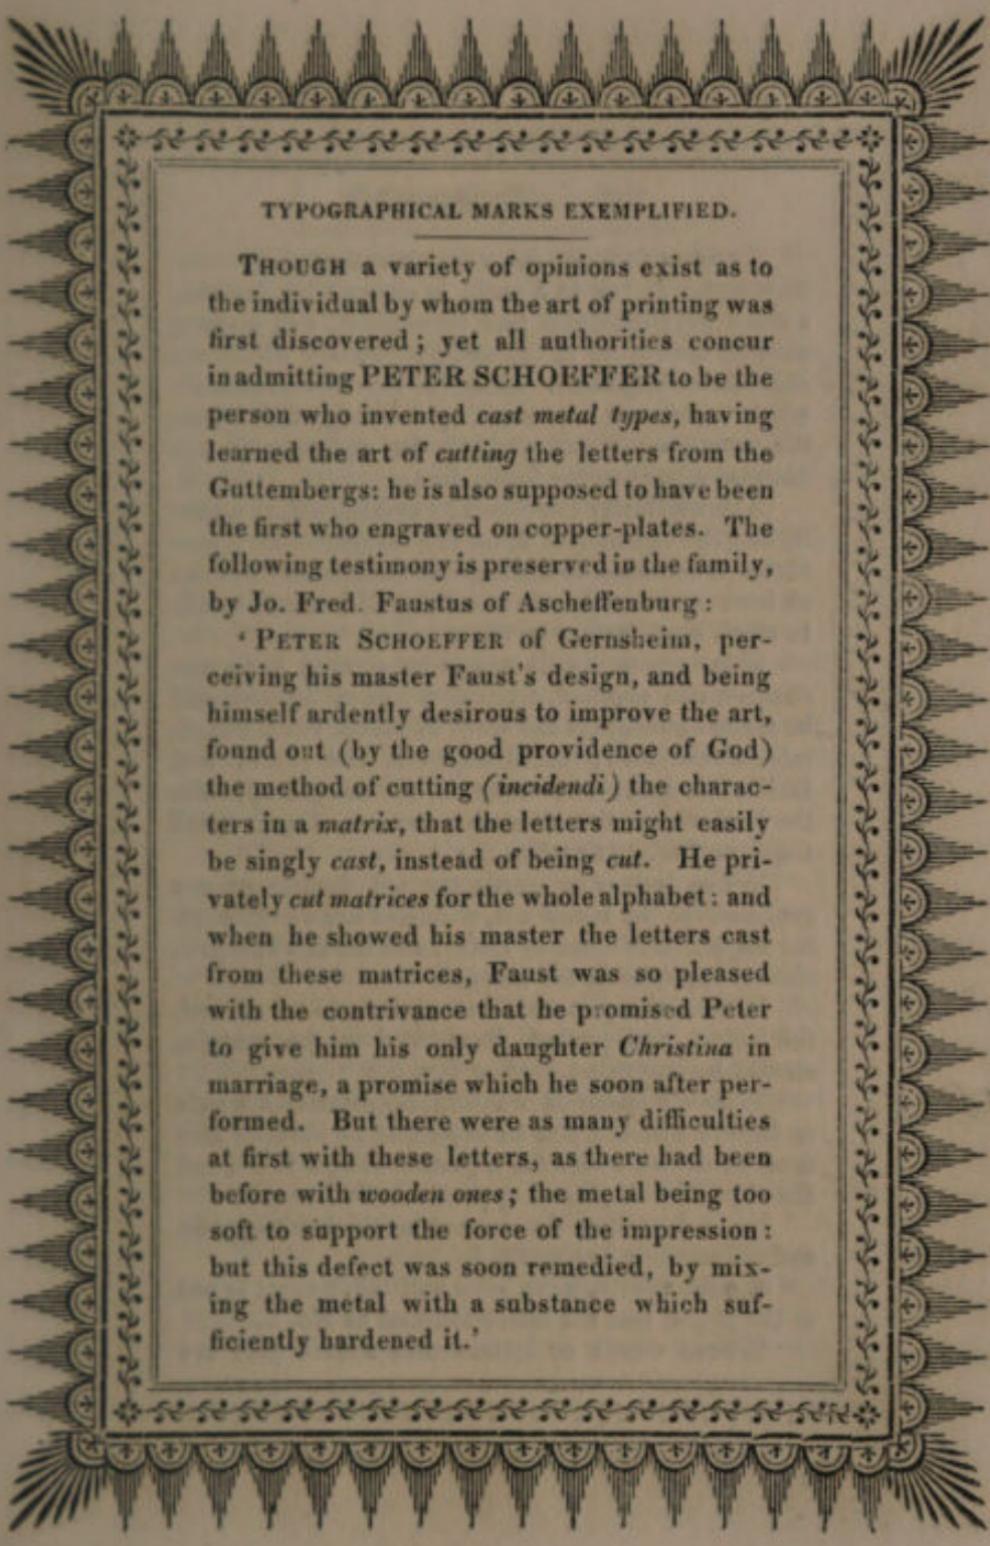 TYPOGRAPHICAL MARKS EXEMPLIFIED.
THOUGH a variety of opinions exist as to
the individual by whom the art of printing was
first discovered; yet all authorities concur
in admitting PETER SCHOEFFER to be the
person who invented cast metal types, having
learned the art of cutting the letters from the
Guttembergs: he is also supposed to have been
the first who engraved on copper-plates. The
following testimony is preserved in the family,
by Jo. Fred. Faustus of Ascheffenburg:
‘ PETER SCHOEFFER of Gernsheim, per-
ceiving his master Faust's design, and being
himself ardently desirous to improve the art,
found out (by the good providence of God)
the method of cutting (incidendi) the charac-
ters in a matrix, that the letters might easily
be singly cast, instead of being cut. He pri-
vately cut matrices for the whole alphabet: and
when he showed his master the letters cast
from these matrices, Faust was so pleased
with the contrivance that he promised Peter
to give him his only daughter Christina in
marriage, a promise which he soon after per-
formed. But there were as many difficulties
at first with these letters, as there had been
before with wooden ones; the metal being too
soft to support the force of the impression:
but this defect was soon remedied, by mix-
ing the metal with a substance which suf-
ficiently hardened it.’